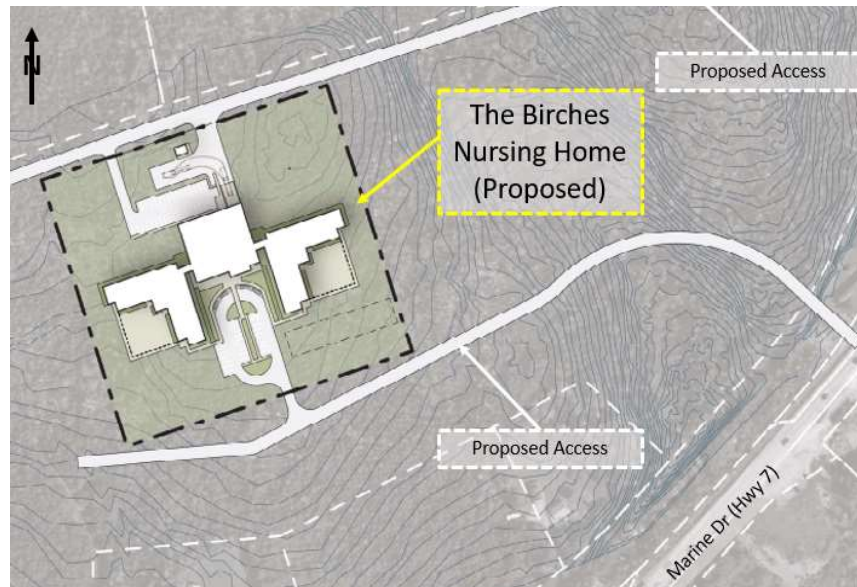 N
Proposed Access
The Birches
Nursing Home
(Proposed)
Proposed Access
Marine Dr (Hwy 7)